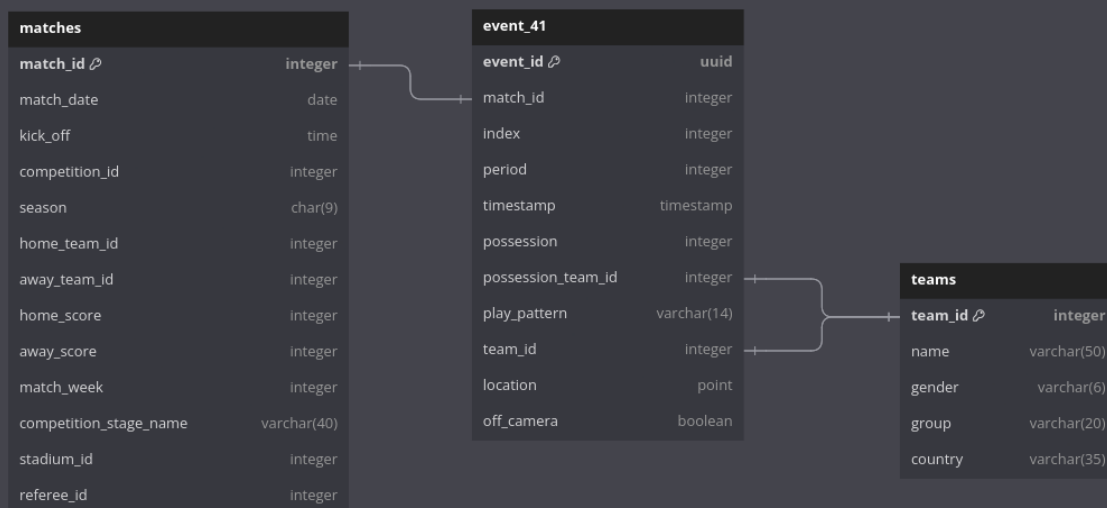 matches
match_id integer
match_date date
kick_off time
competition_id integer
season char(9)
home_team_id integer
away_team_id integer
home_score integer
away_score integer
match_week integer
competition_stage_name varchar(40)
stadium_id integer
referee_id integer
event_41
event_id uuid
match_id integer
index integer
period integer
timestamp timestamp
possession integer
possession_team_id integer
play_pattern varchar(14)
team_id integer
location point
off_camera boolean
teams
team_id integer
name varchar(50)
gender varchar(6)
group varchar(20)
country varchar(35)